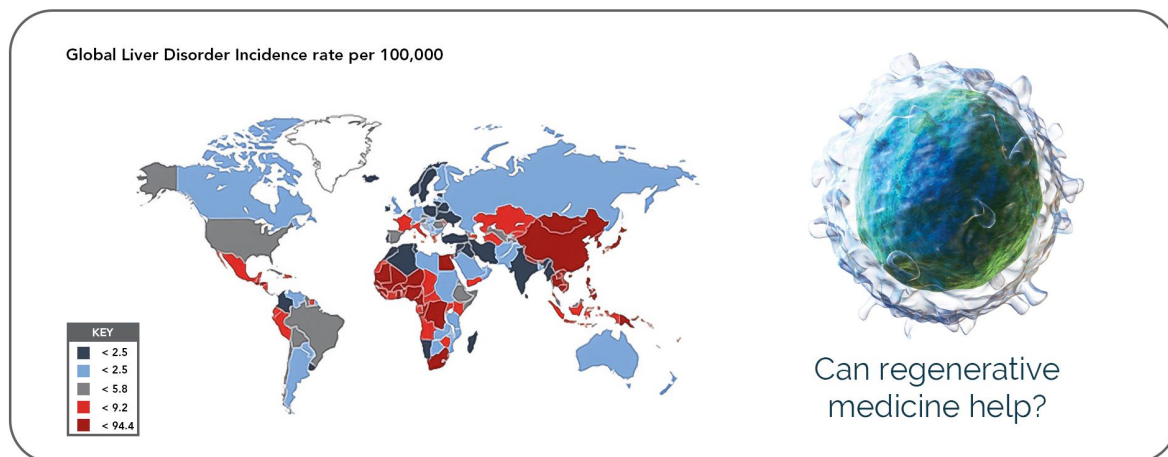 Global Liver Disorder Incidence rate per 100,000
KEY
< 2.5
< 2.5
< 5.8
< 9.2
< 94.4
Can regenerative
medicine help?